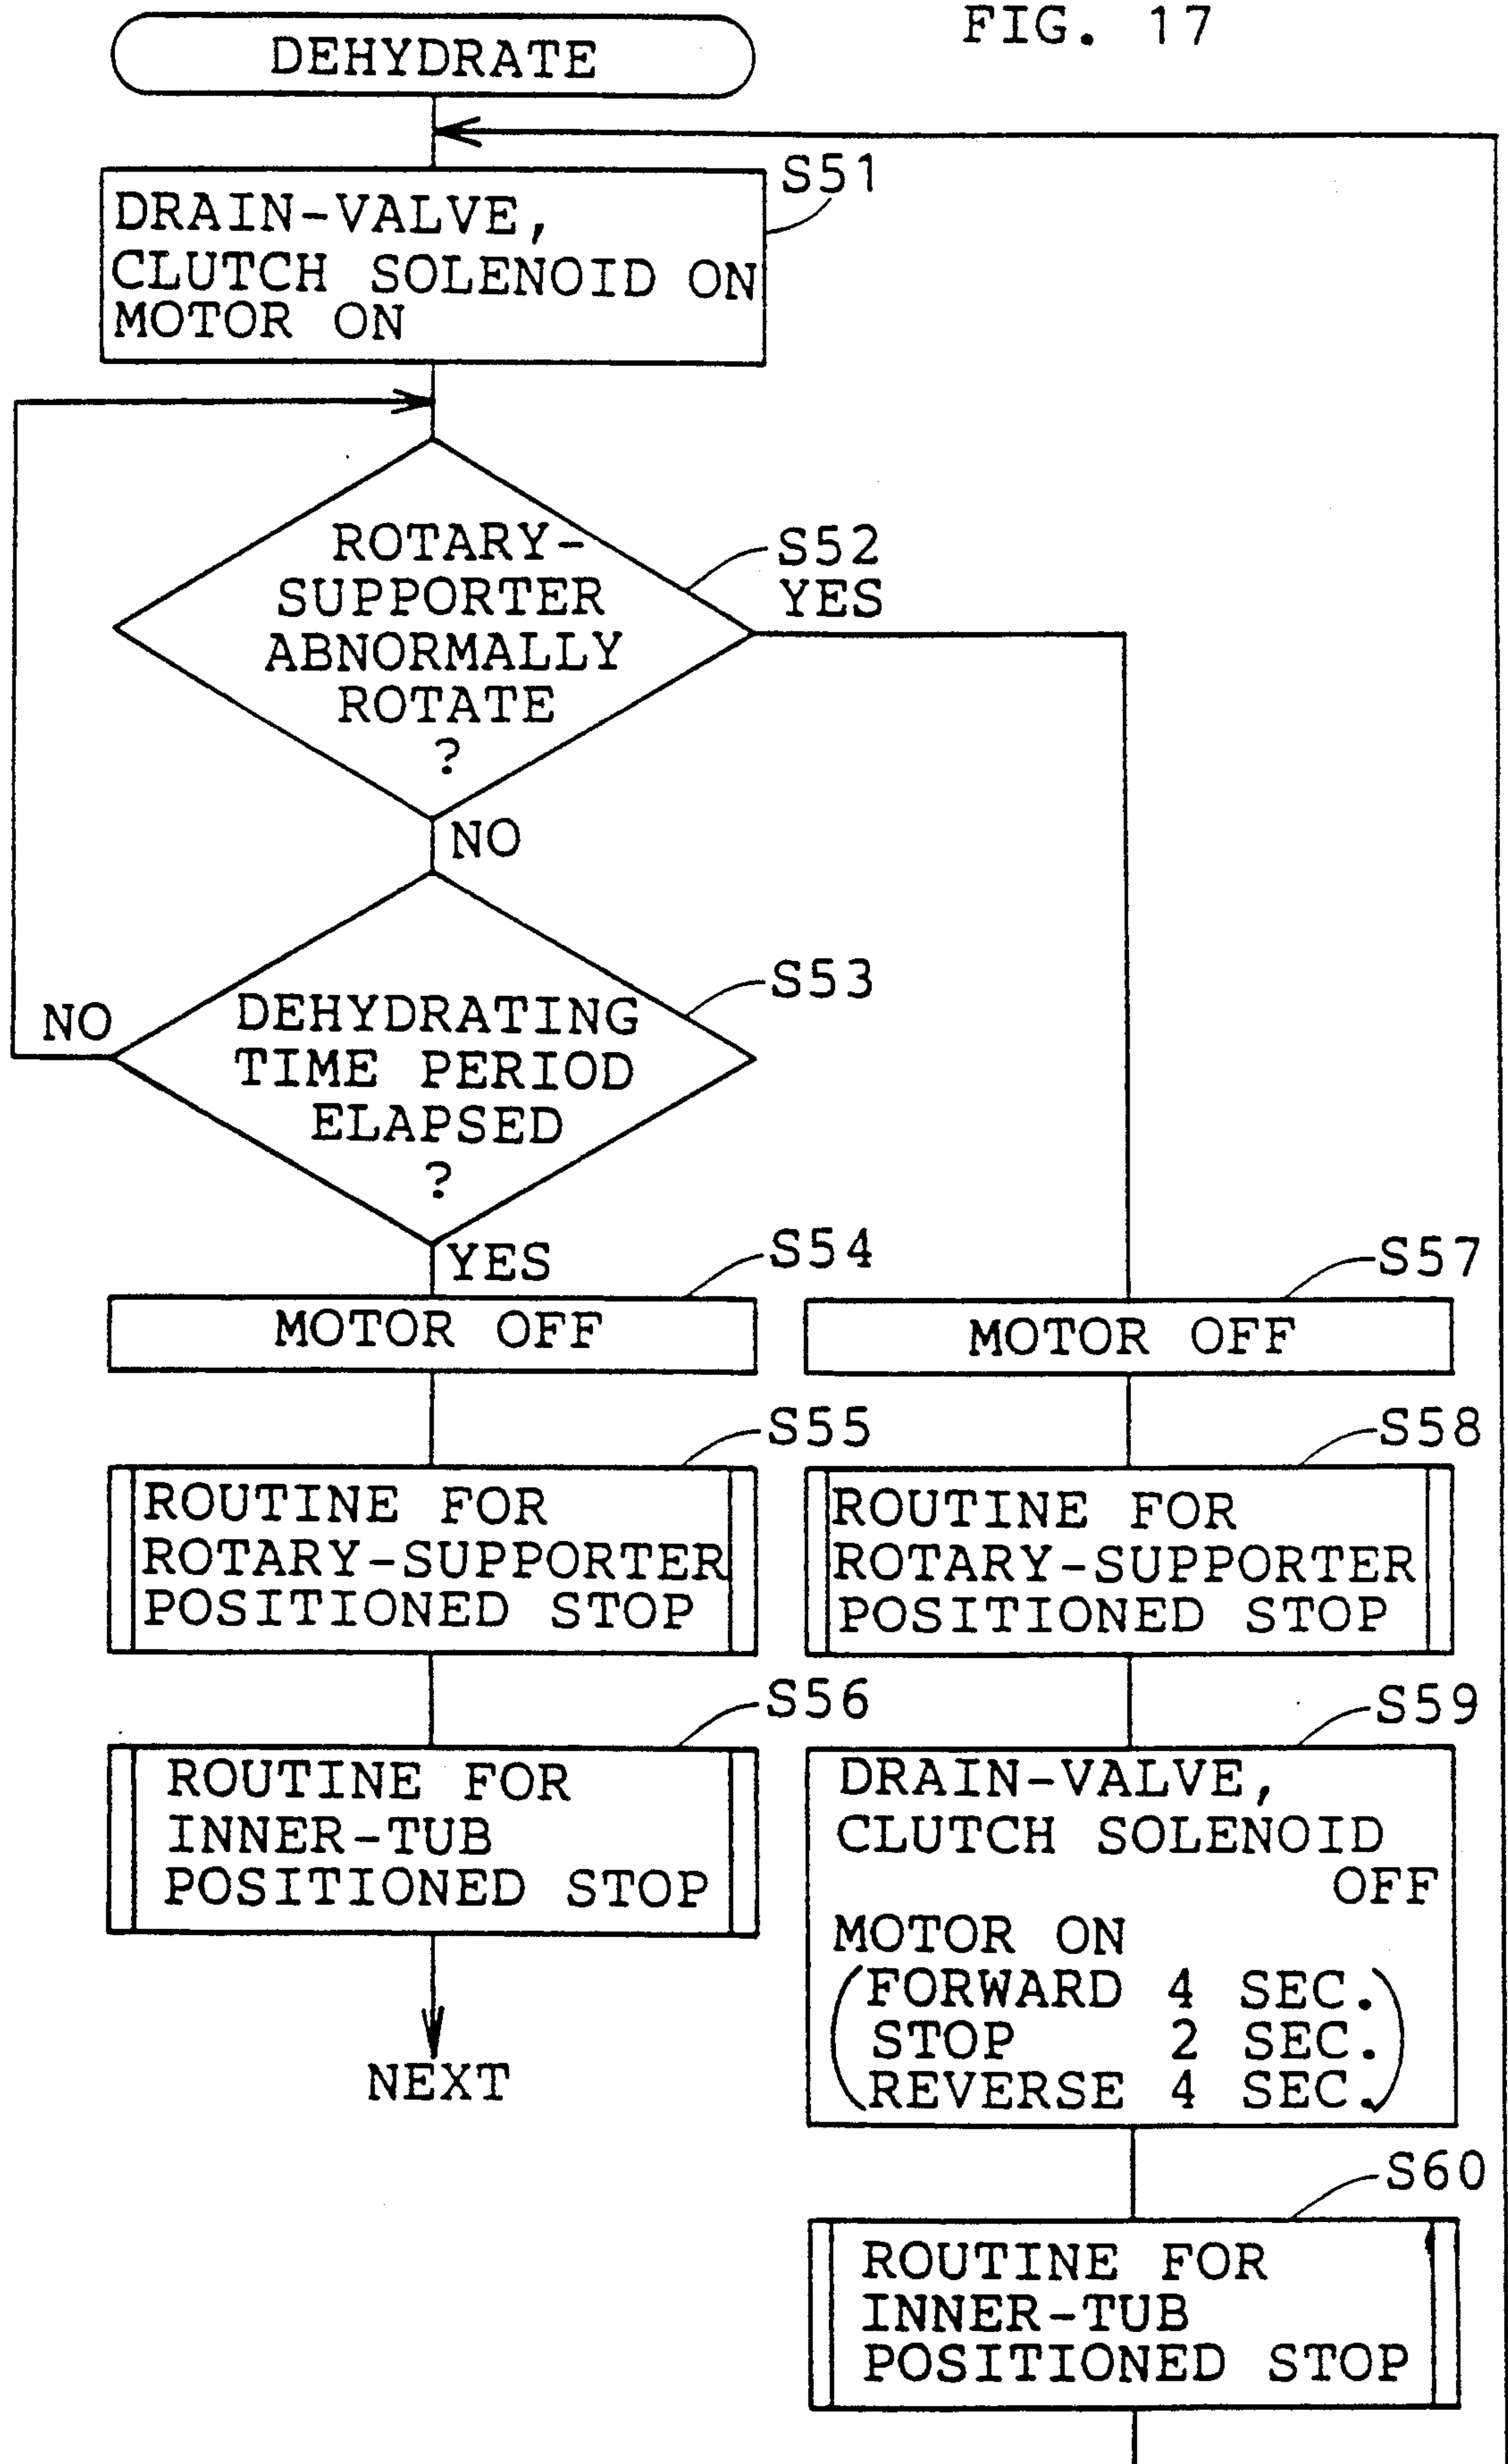 FIG. 17
DEHYDRATE
S51
DRAIN-VALVE,
CLUTCH SOLENOID ON
MOTOR ON
ROTARY-
SUPPORTER
ABNORMALLY
ROTATE
?
S52
YES
NO
S53
NO
DEHYDRATING
TIME PERIOD
ELAPSED
?
YES
S54
MOTOR OFF
S55
ROUTINE FOR
ROTARY-SUPPORTER
POSITIONED STOP
S56
ROUTINE FOR
INNER-TUB
POSITIONED STOP
NEXT
S57
MOTOR OFF
S58
ROUTINE FOR
ROTARY-SUPPORTER
POSITIONED STOP
S59
DRAIN-VALVE,
CLUTCH SOLENOID
OFF
MOTOR ON
(FORWARD 4 SEC.
STOP 2 SEC.
REVERSE 4 SEC.)
S60
ROUTINE FOR
INNER-TUB
POSITIONED STOP